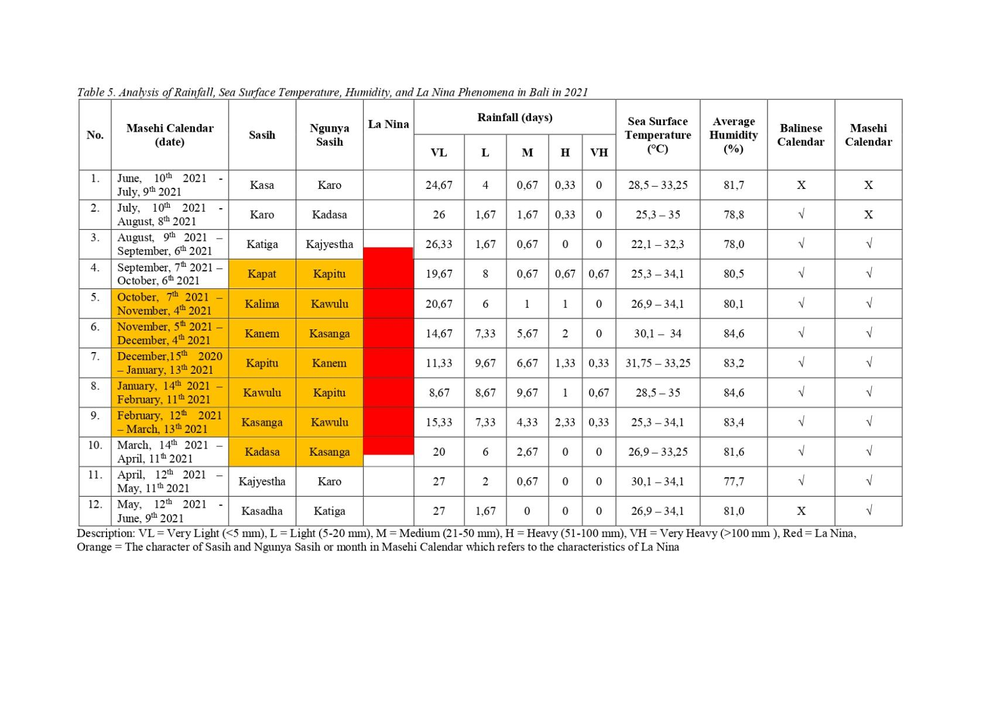 Table 5. Analysis of Rainfall, Sea Surface Temperature, Humidity, and La Nina Phenomena in Bali in 2021
No. Masehi Calendar (date) Sasih Ngunya Sasih La Nina Rainfall (days) Sea Surface Temperature (°C) Average Humidity (%) Balinese Calendar Masehi Calendar
VL L M H VH
1. June, 10th 2021 - July, 9th 2021 Kasa Karo 24,67 4 0,67 0,33 0 28,5 – 33,25 81,7 X X
2. July, 10th 2021 - August, 8th 2021 Karo Kadasa 26 1,67 1,67 0,33 0 25,3 – 35 78,8 √ X
3. August, 9th 2021 – September, 6th 2021 Katiga Kajyestha 26,33 1,67 0,67 0 0 22,1 – 32,3 78,0 √ √
4. September, 7th 2021 – October, 6th 2021 Kapat Kapitu 19,67 8 0,67 0,67 0,67 25,3 – 34,1 80,5 √ √
5. October, 7th 2021 – November, 4th 2021 Kalima Kawulu 20,67 6 1 1 0 26,9 – 34,1 80,1 √ √
6. November, 5th 2021 – December, 4th 2021 Kanem Kasanga 14,67 7,33 5,67 2 0 30,1 – 34 84,6 √ √
7. December,15th 2020 – January, 13th 2021 Kapitu Kanem 11,33 9,67 6,67 1,33 0,33 31,75 – 33,25 83,2 √ √
8. January, 14th 2021 – February, 11th 2021 Kawulu Kapitu 8,67 8,67 9,67 1 0,67 28,5 – 35 84,6 √ √
9. February, 12th 2021 – March, 13th 2021 Kasanga Kawulu 15,33 7,33 4,33 2,33 0,33 25,3 – 34,1 83,4 √ √
10. March, 14th 2021 – April, 11th 2021 Kadasa Kasanga 20 6 2,67 0 0 26,9 – 33,25 81,6 √ √
11. April, 12th 2021 – May, 11th 2021 Kajyestha Karo 27 2 0,67 0 0 30,1 – 34,1 77,7 √ √
12. May, 12th 2021 - June, 9th 2021 Kasadha Katiga 27 1,67 0 0 0 26,9 – 34,1 81,0 X √
Description: VL = Very Light (<5 mm), L = Light (5-20 mm), M = Medium (21-50 mm), H = Heavy (51-100 mm), VH = Very Heavy (>100 mm ), Red = La Nina,
Orange = The character of Sasih and Ngunya Sasih or month in Masehi Calendar which refers to the characteristics of La Nina